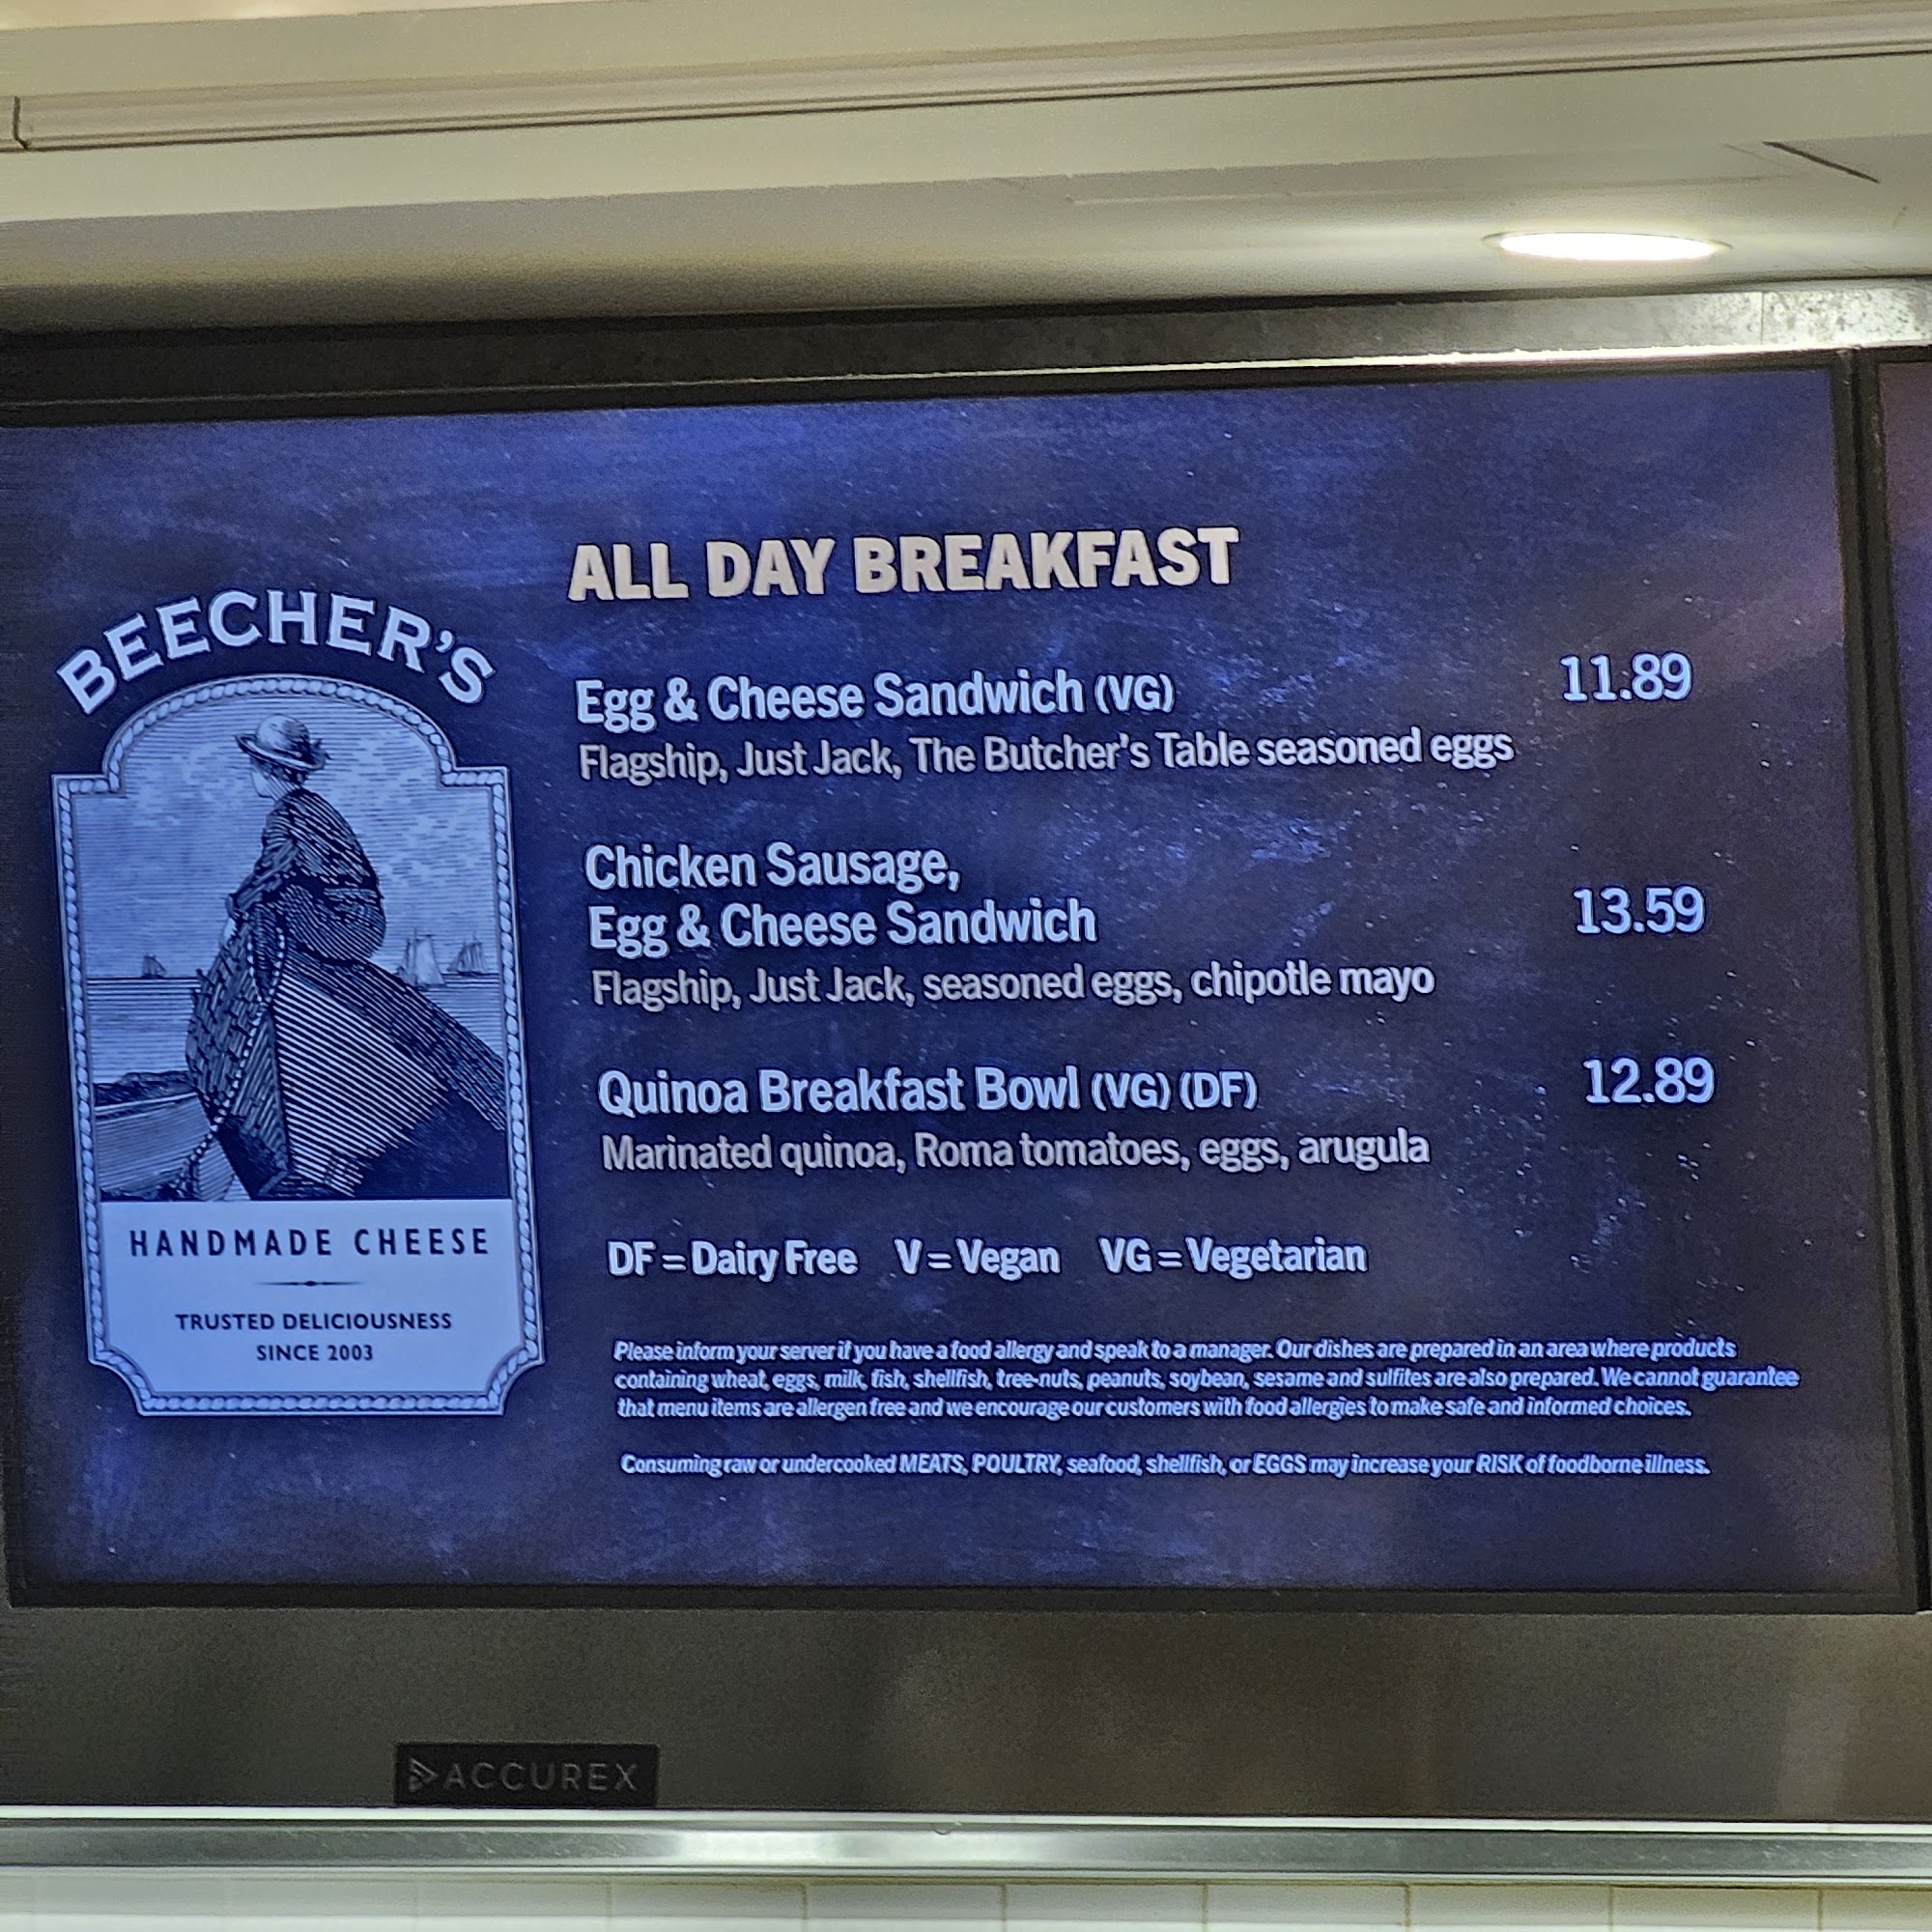 BEECHER'S
HANDMADE CHEESE
TRUSTED DELICIOUSNESS
SINCE 2003
ALL DAY BREAKFAST
Egg & Cheese Sandwich (VG) 11.89
Flagship, Just Jack, The Butcher's Table seasoned eggs
Chicken Sausage,
Egg & Cheese Sandwich 13.59
Flagship, Just Jack, seasoned eggs, chipotle mayo
Quinoa Breakfast Bowl (VG) (DF) 12.89
Marinated quinoa, Roma tomatoes, eggs, arugula
DF = Dairy Free V = Vegan VG = Vegetarian
Please inform your server if you have a food allergy and speak to a manager. Our dishes are prepared in an area where products
containing wheat, eggs, milk, fish, shellfish, tree-nuts, peanuts, soybean, sesame and sulfites are also prepared. We cannot guarantee
that menu items are allergen free and we encourage our customers with food allergies to make safe and informed choices.
Consuming raw or undercooked MEATS, POULTRY, seafood, shellfish, or EGGS may increase your RISK of foodborne illness.
ACCUREX